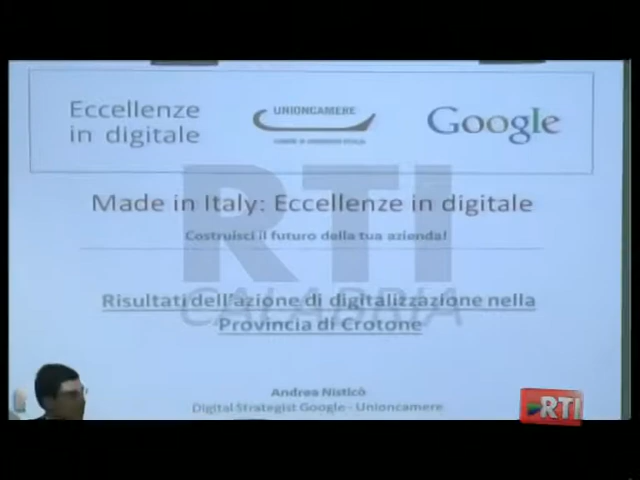 Eccellenze
in digitale
UNIONCAMERE
Google
Made in Italy: Eccellenze in digitale
Costruisci il futuro della tua azienda!
Risultati dell'azione di digitalizzazione nella
Provincia di Crotone
Andrea Nisticò
Digital Strategist Google - Unioncamere
RTI
CALABRIA
RTI